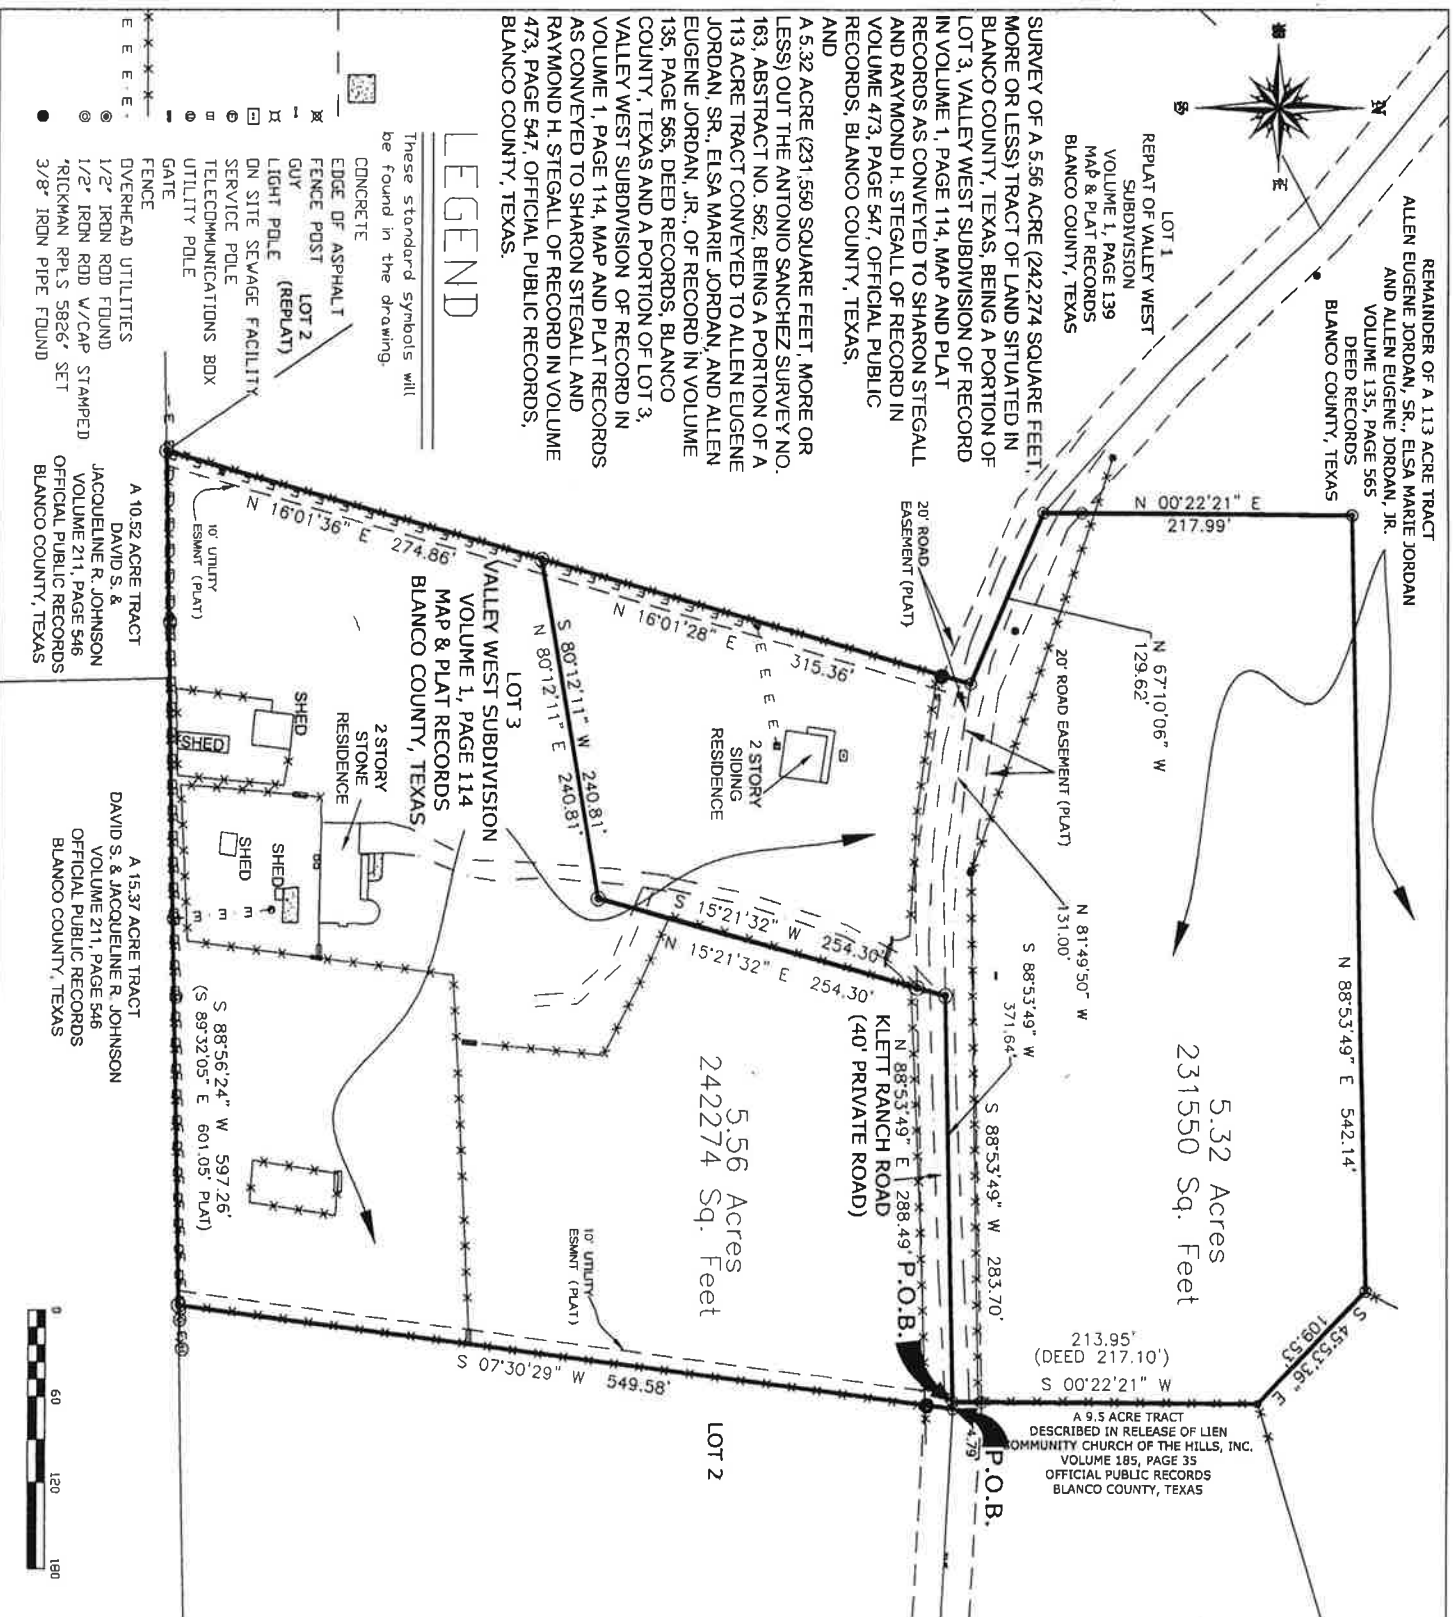 REMAINDER OF A 113 ACRE TRACT
ALLEN EUGENE JORDAN, SR., ELSA MARIE JORDAN
AND ALLEN EUGENE JORDAN, JR.
VOLUME 135, PAGE 565
DEED RECORDS
BLANCO COUNTY, TEXAS
N
E
LOT 1
REPLAT OF VALLEY WEST
SUBDIVISION
VOLUME 1, PAGE 139
MAP & PLAT RECORDS
BLANCO COUNTY, TEXAS
SURVEY OF A 5.56 ACRE (242,274 SQUARE FEET,
MORE OR LESS) TRACT OF LAND SITUATED IN
BLANCO COUNTY, TEXAS, BEING A PORTION OF
LOT 3, VALLEY WEST SUBDIVISION OF RECORD
IN VOLUME 1, PAGE 114, MAP AND PLAT
RECORDS AS CONVEYED TO SHARON STEGALL
AND RAYMOND H. STEGALL OF RECORD IN
VOLUME 473, PAGE 547, OFFICIAL PUBLIC
RECORDS, BLANCO COUNTY, TEXAS,
AND
A 5.32 ACRE (231,550 SQUARE FEET, MORE OR
LESS) OUT THE ANTONIO SANCHEZ SURVEY NO.
163, ABSTRACT NO. 562, BEING A PORTION OF A
113 ACRE TRACT CONVEYED TO ALLEN EUGENE
JORDAN, SR., ELSA MARIE JORDAN, AND ALLEN
EUGENE JORDAN, JR., OF RECORD IN VOLUME
135, PAGE 565, DEED RECORDS, BLANCO
COUNTY, TEXAS AND A PORTION OF LOT 3,
VALLEY WEST SUBDIVISION OF RECORD IN
VOLUME 1, PAGE 114, MAP AND PLAT RECORDS
AS CONVEYED TO SHARON STEGALL AND
RAYMOND H. STEGALL OF RECORD IN VOLUME
473, PAGE 547, OFFICIAL PUBLIC RECORDS,
BLANCO COUNTY, TEXAS.
LEGEND
These standard symbols will
be found in the drawing.
CONCRETE
EDGE OF ASPHALT
FENCE POST
GUY
LIGHT POLE
ON SITE SEWAGE FACILITY
SERVICE POLE
TELECOMMUNICATIONS BOX
UTILITY POLE
GATE
FENCE
E E E E
OVERHEAD UTILITIES
1/2" IRON ROD FOUND
1/2" IRON ROD W/CAP STAMPED
"RICKMAN RPLS 5826" SET
3/8" IRON PIPE FOUND
LOT 2
(REPLAT)
N 00°22'21" E
217.99'
N 67°10'06" W
129.62'
20' ROAD
EASEMENT (PLAT)
20' ROAD EASEMENT (PLAT)
N 81°49'50" W
131.00'
S 88°53'49" W
371.64'
N 88°53'49" E 542.14'
5.32 Acres
231550 Sq. Feet
S 45°53'36" E
109.53'
213.95'
(DEED 217.10')
S 00°22'21" W
A 9.5 ACRE TRACT
DESCRIBED IN RELEASE OF LIEN
COMMUNITY CHURCH OF THE HILLS, INC.
VOLUME 185, PAGE 35
OFFICIAL PUBLIC RECORDS
BLANCO COUNTY, TEXAS
4.79
P.O.B.
P.O.B.
S 88°53'49" W 283.70'
N 88°53'49" E 288.49'
KLETT RANCH ROAD
(40' PRIVATE ROAD)
N 16°01'36" E 274.86'
N 16°01'28" E 315.36'
10' UTILITY
ESMNT (PLAT)
E E E E
2 STORY
SIDING
RESIDENCE
S 80°12'11" W 240.81'
N 80°12'11" E 240.81'
S 15°21'32" W 254.30'
N 15°21'32" E 254.30'
LOT 3
VALLEY WEST SUBDIVISION
VOLUME 1, PAGE 114
MAP & PLAT RECORDS
BLANCO COUNTY, TEXAS
2 STORY
STONE
RESIDENCE
SHED
SHED
SHED
SHED
E E E
5.56 Acres
242274 Sq. Feet
10' UTILITY
ESMNT (PLAT)
S 07°30'29" W 549.58'
LOT 2
S 88°56'24" W 597.26'
(S 89°32'05" E 601.05' PLAT)
A 10.52 ACRE TRACT
DAVID S. &
JACQUELINE R. JOHNSON
VOLUME 211, PAGE 546
OFFICIAL PUBLIC RECORDS
BLANCO COUNTY, TEXAS
A 15.37 ACRE TRACT
DAVID S. & JACQUELINE R. JOHNSON
VOLUME 211, PAGE 546
OFFICIAL PUBLIC RECORDS
BLANCO COUNTY, TEXAS
0 60 120 180